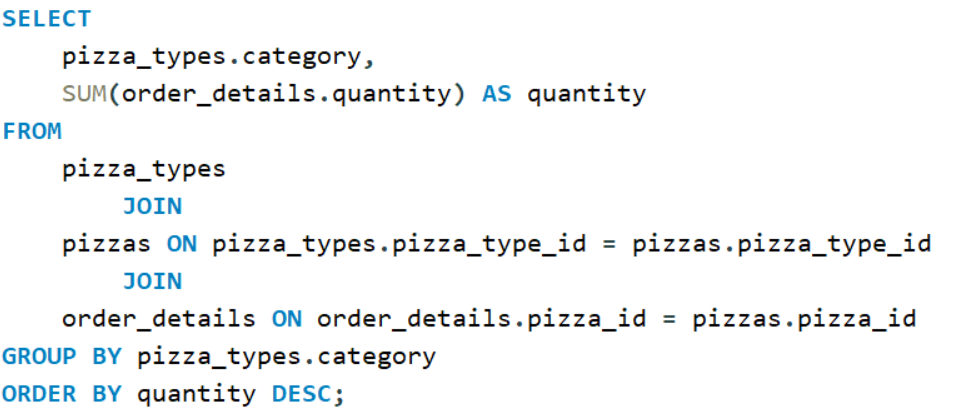 SELECT
    pizza_types.category,
    SUM(order_details.quantity) AS quantity
FROM
    pizza_types
        JOIN
    pizzas ON pizza_types.pizza_type_id = pizzas.pizza_type_id
        JOIN
    order_details ON order_details.pizza_id = pizzas.pizza_id
GROUP BY pizza_types.category
ORDER BY quantity DESC;